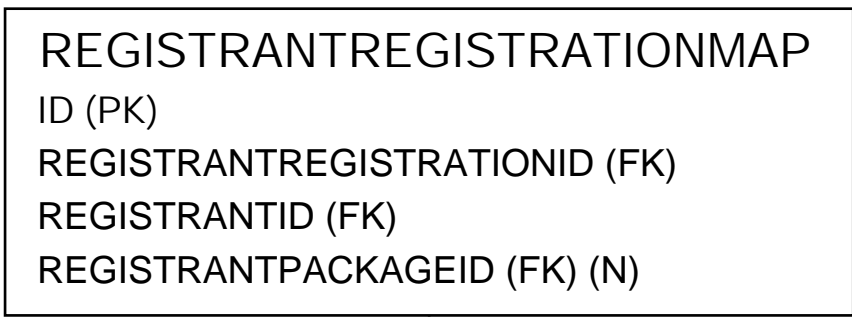 REGISTRANTREGISTRATIONMAP
ID (PK)
REGISTRANTREGISTRATIONID (FK)
REGISTRANTID (FK)
REGISTRANTPACKAGEID (FK) (N)